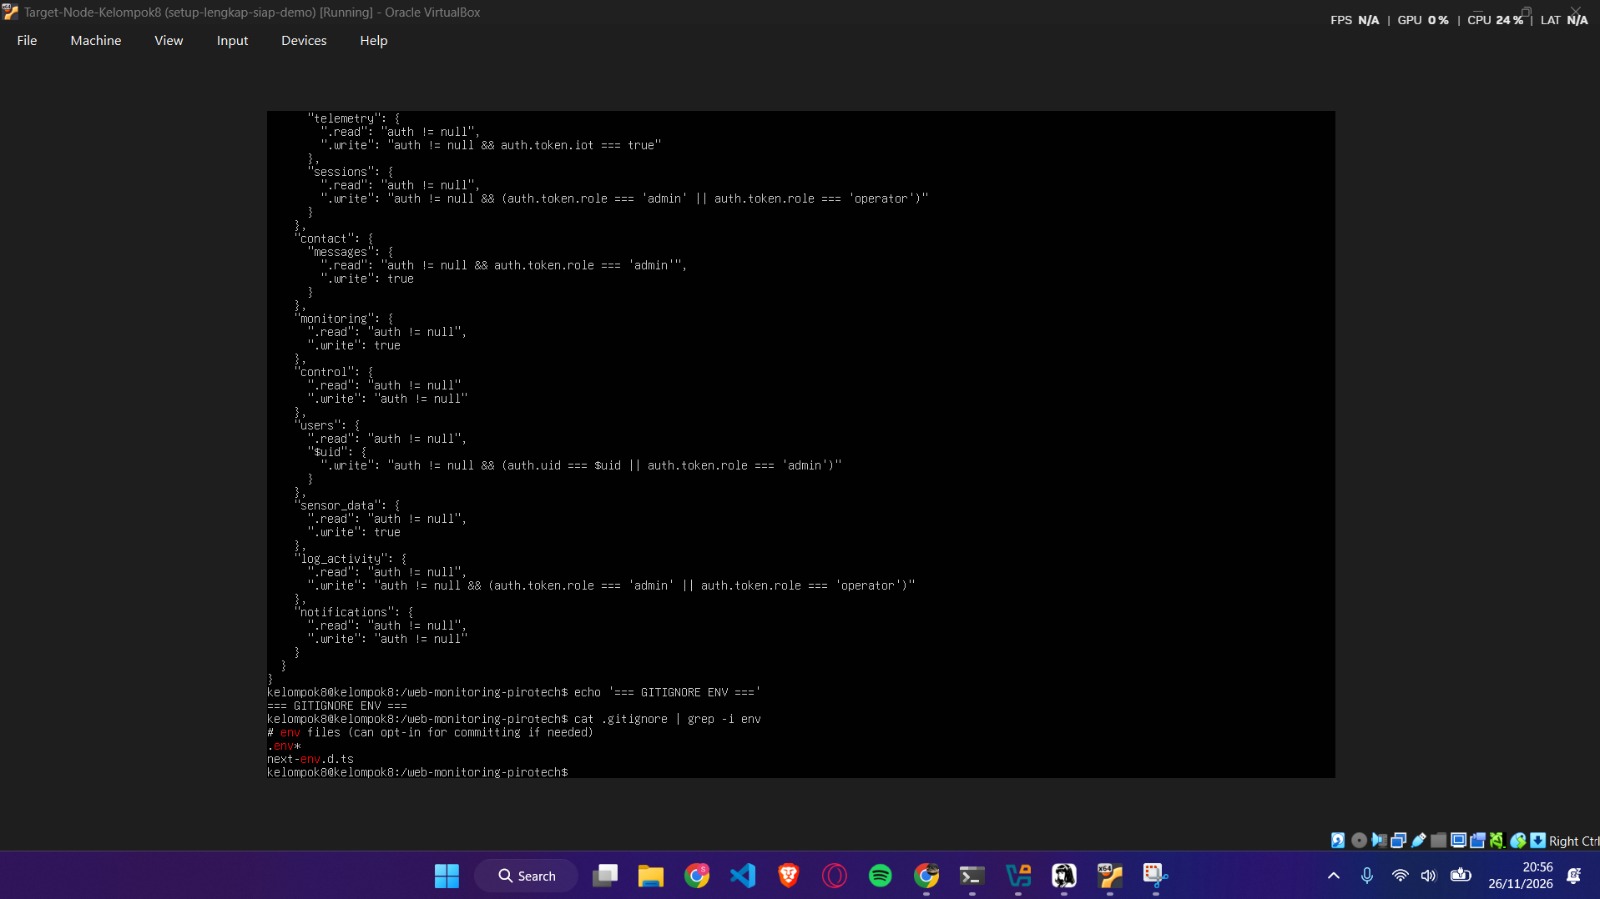 Target-Node-Kelompok8 (setup-lengkap-siap-demo) [Running] - Oracle VirtualBox
FPS N/A | GPU 0 % | CPU 24 % | LAT N/A
File Machine View Input Devices Help
"telemetry": {
".read": "auth != null",
".write": "auth != null && auth.token.iot === true"
},
"sessions": {
".read": "auth != null",
".write": "auth != null && (auth.token.role === 'admin' || auth.token.role === 'operator')"
}
},
"contact": {
"messages": {
".read": "auth != null && auth.token.role === 'admin'",
".write": true
}
},
"monitoring": {
".read": "auth != null",
".write": true
},
"control": {
".read": "auth != null"
".write": "auth != null"
},
"users": {
".read": "auth != null",
"$uid": {
".write": "auth != null && (auth.uid === $uid || auth.token.role === 'admin')"
}
},
"sensor_data": {
".read": "auth != null",
".write": true
},
"log_activity": {
".read": "auth != null",
".write": "auth != null && (auth.token.role === 'admin' || auth.token.role === 'operator')"
},
"notifications": {
".read": "auth != null",
".write": "auth != null"
}
}
}
kelompok8@kelompok8:/web-monitoring-pirotech$ echo '=== GITIGNORE ENV ==='
=== GITIGNORE ENV ===
kelompok8@kelompok8:/web-monitoring-pirotech$ cat .gitignore | grep -i env
# env files (can opt-in for committing if needed)
.env*
next-env.d.ts
kelompok8@kelompok8:/web-monitoring-pirotech$
Right Ctrl
Search
20:56
26/11/2026